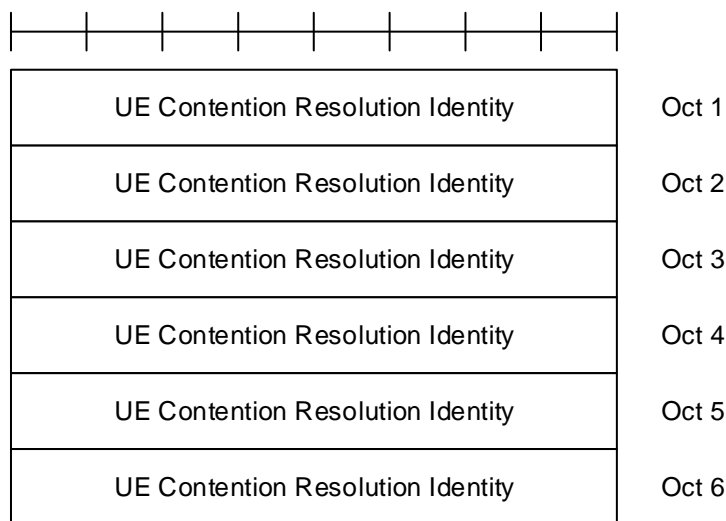 UE Contention Resolution Identity Oct 1
UE Contention Resolution Identity Oct 2
UE Contention Resolution Identity Oct 3
UE Contention Resolution Identity Oct 4
UE Contention Resolution Identity Oct 5
UE Contention Resolution Identity Oct 6